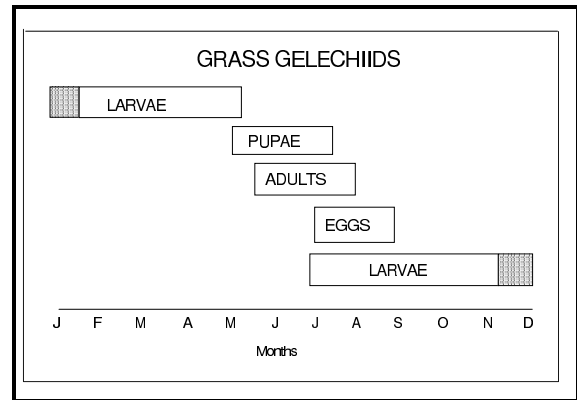 GRASS GELECHIIDS
LARVAE
PUPAE
ADULTS
EGGS
LARVAE
J F M A M J J A S O N D
Months